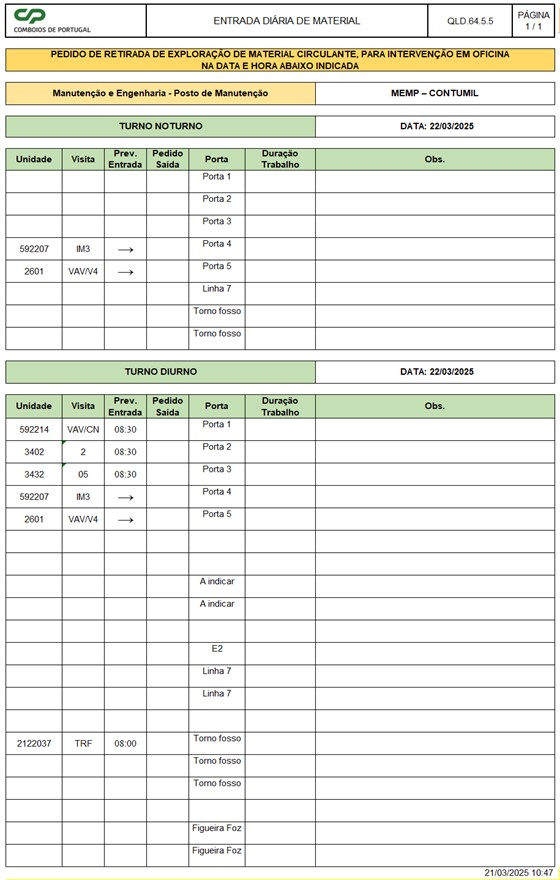 CP
COMBOIOS DE PORTUGAL
ENTRADA DIÁRIA DE MATERIAL
QLD.64.5.5
PÁGINA
1 / 1
PEDIDO DE RETIRADA DE EXPLORAÇÃO DE MATERIAL CIRCULANTE, PARA INTERVENÇÃO EM OFICINA
NA DATA E HORA ABAIXO INDICADA
Manutenção e Engenharia - Posto de Manutenção
MEMP – CONTUMIL
TURNO NOTURNO
DATA: 22/03/2025
Unidade Visita Prev. Entrada Pedido Saída Porta Duração Trabalho Obs.
Porta 1
Porta 2
Porta 3
592207 IM3 → Porta 4
2601 VAV/V4 → Porta 5
Linha 7
Torno fosso
Torno fosso
TURNO DIURNO
DATA: 22/03/2025
Unidade Visita Prev. Entrada Pedido Saída Porta Duração Trabalho Obs.
592214 VAV/CN 08:30 Porta 1
3402 2 08:30 Porta 2
3432 05 08:30 Porta 3
592207 IM3 → Porta 4
2601 VAV/V4 → Porta 5
A indicar
A indicar
E2
Linha 7
Linha 7
2122037 TRF 08:00 Torno fosso
Torno fosso
Torno fosso
Figueira Foz
Figueira Foz
21/03/2025 10:47